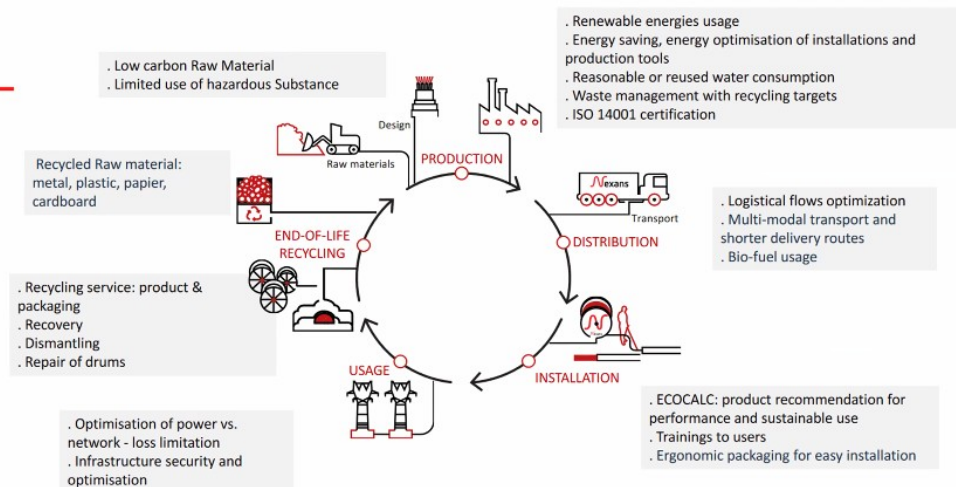 . Low carbon Raw Material
. Limited use of hazardous Substance
. Renewable energies usage
. Energy saving, energy optimisation of installations and
production tools
. Reasonable or reused water consumption
. Waste management with recycling targets
. ISO 14001 certification
Design
Raw materials
PRODUCTION
Recycled Raw material:
metal, plastic, papier,
cardboard
Nexans
Transport
. Logistical flows optimization
. Multi-modal transport and
shorter delivery routes
. Bio-fuel usage
END-OF-LIFE
RECYCLING
DISTRIBUTION
. Recycling service: product &
packaging
. Recovery
. Dismantling
. Repair of drums
USAGE
INSTALLATION
. ECOCALC: product recommendation for
performance and sustainable use
. Trainings to users
. Ergonomic packaging for easy installation
. Optimisation of power vs.
network - loss limitation
. Infrastructure security and
optimisation